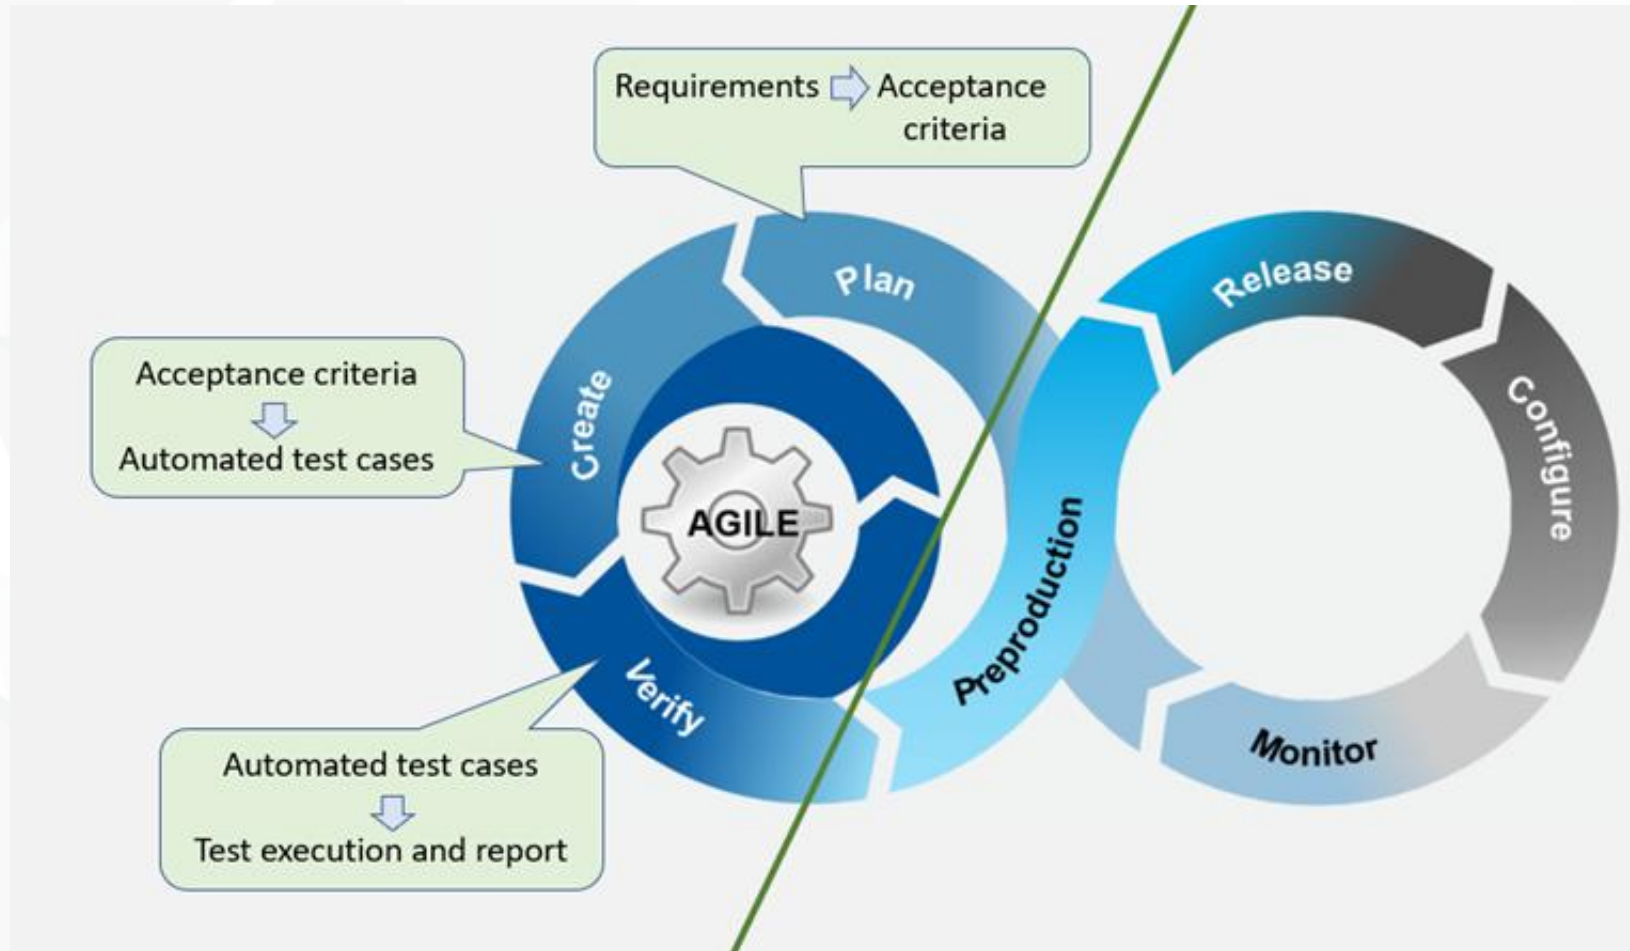 Requirements Acceptance
criteria
Plan
Release
Configure
Acceptance criteria
Automated test cases
Create
AGILE
Preproduction
Verify
Monitor
Automated test cases
Test execution and report